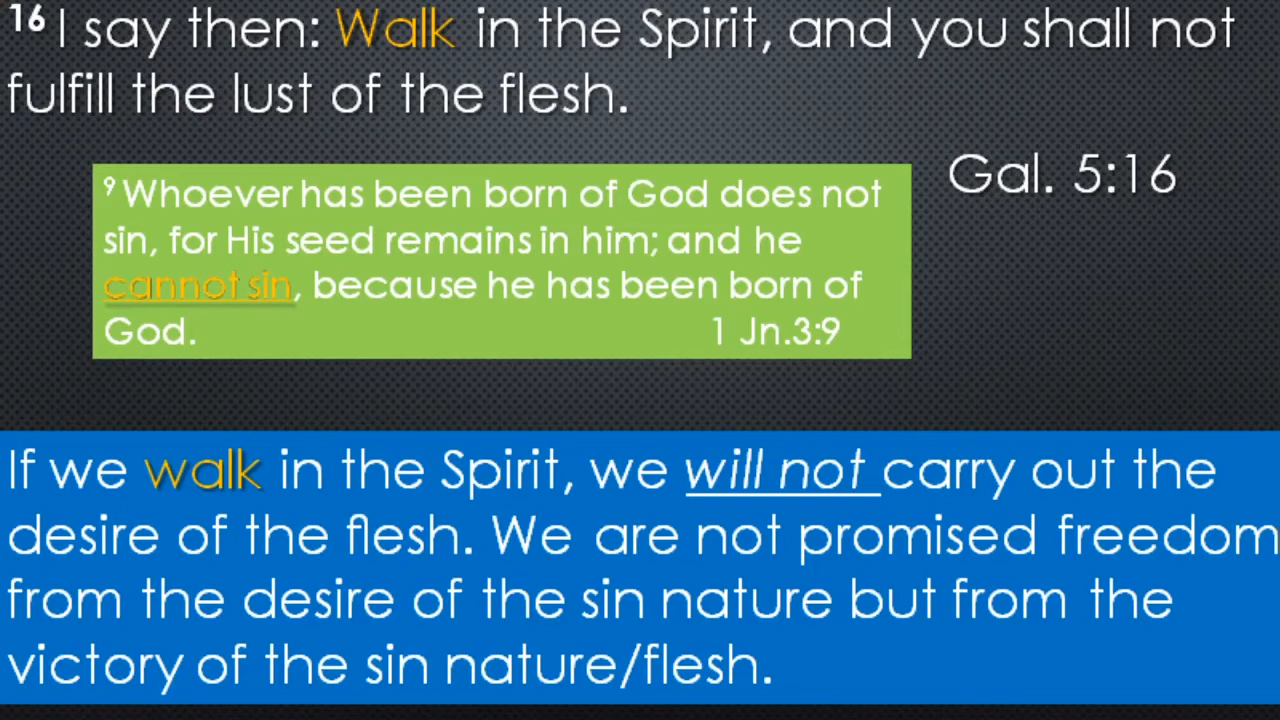 16 I say then: Walk in the Spirit, and you shall not
fulfill the lust of the flesh.
Gal. 5:16
9 Whoever has been born of God does not
sin, for His seed remains in him; and he
cannot sin, because he has been born of
God. 1 Jn.3:9
If we walk in the Spirit, we will not carry out the
desire of the flesh. We are not promised freedom
from the desire of the sin nature but from the
victory of the sin nature/flesh.